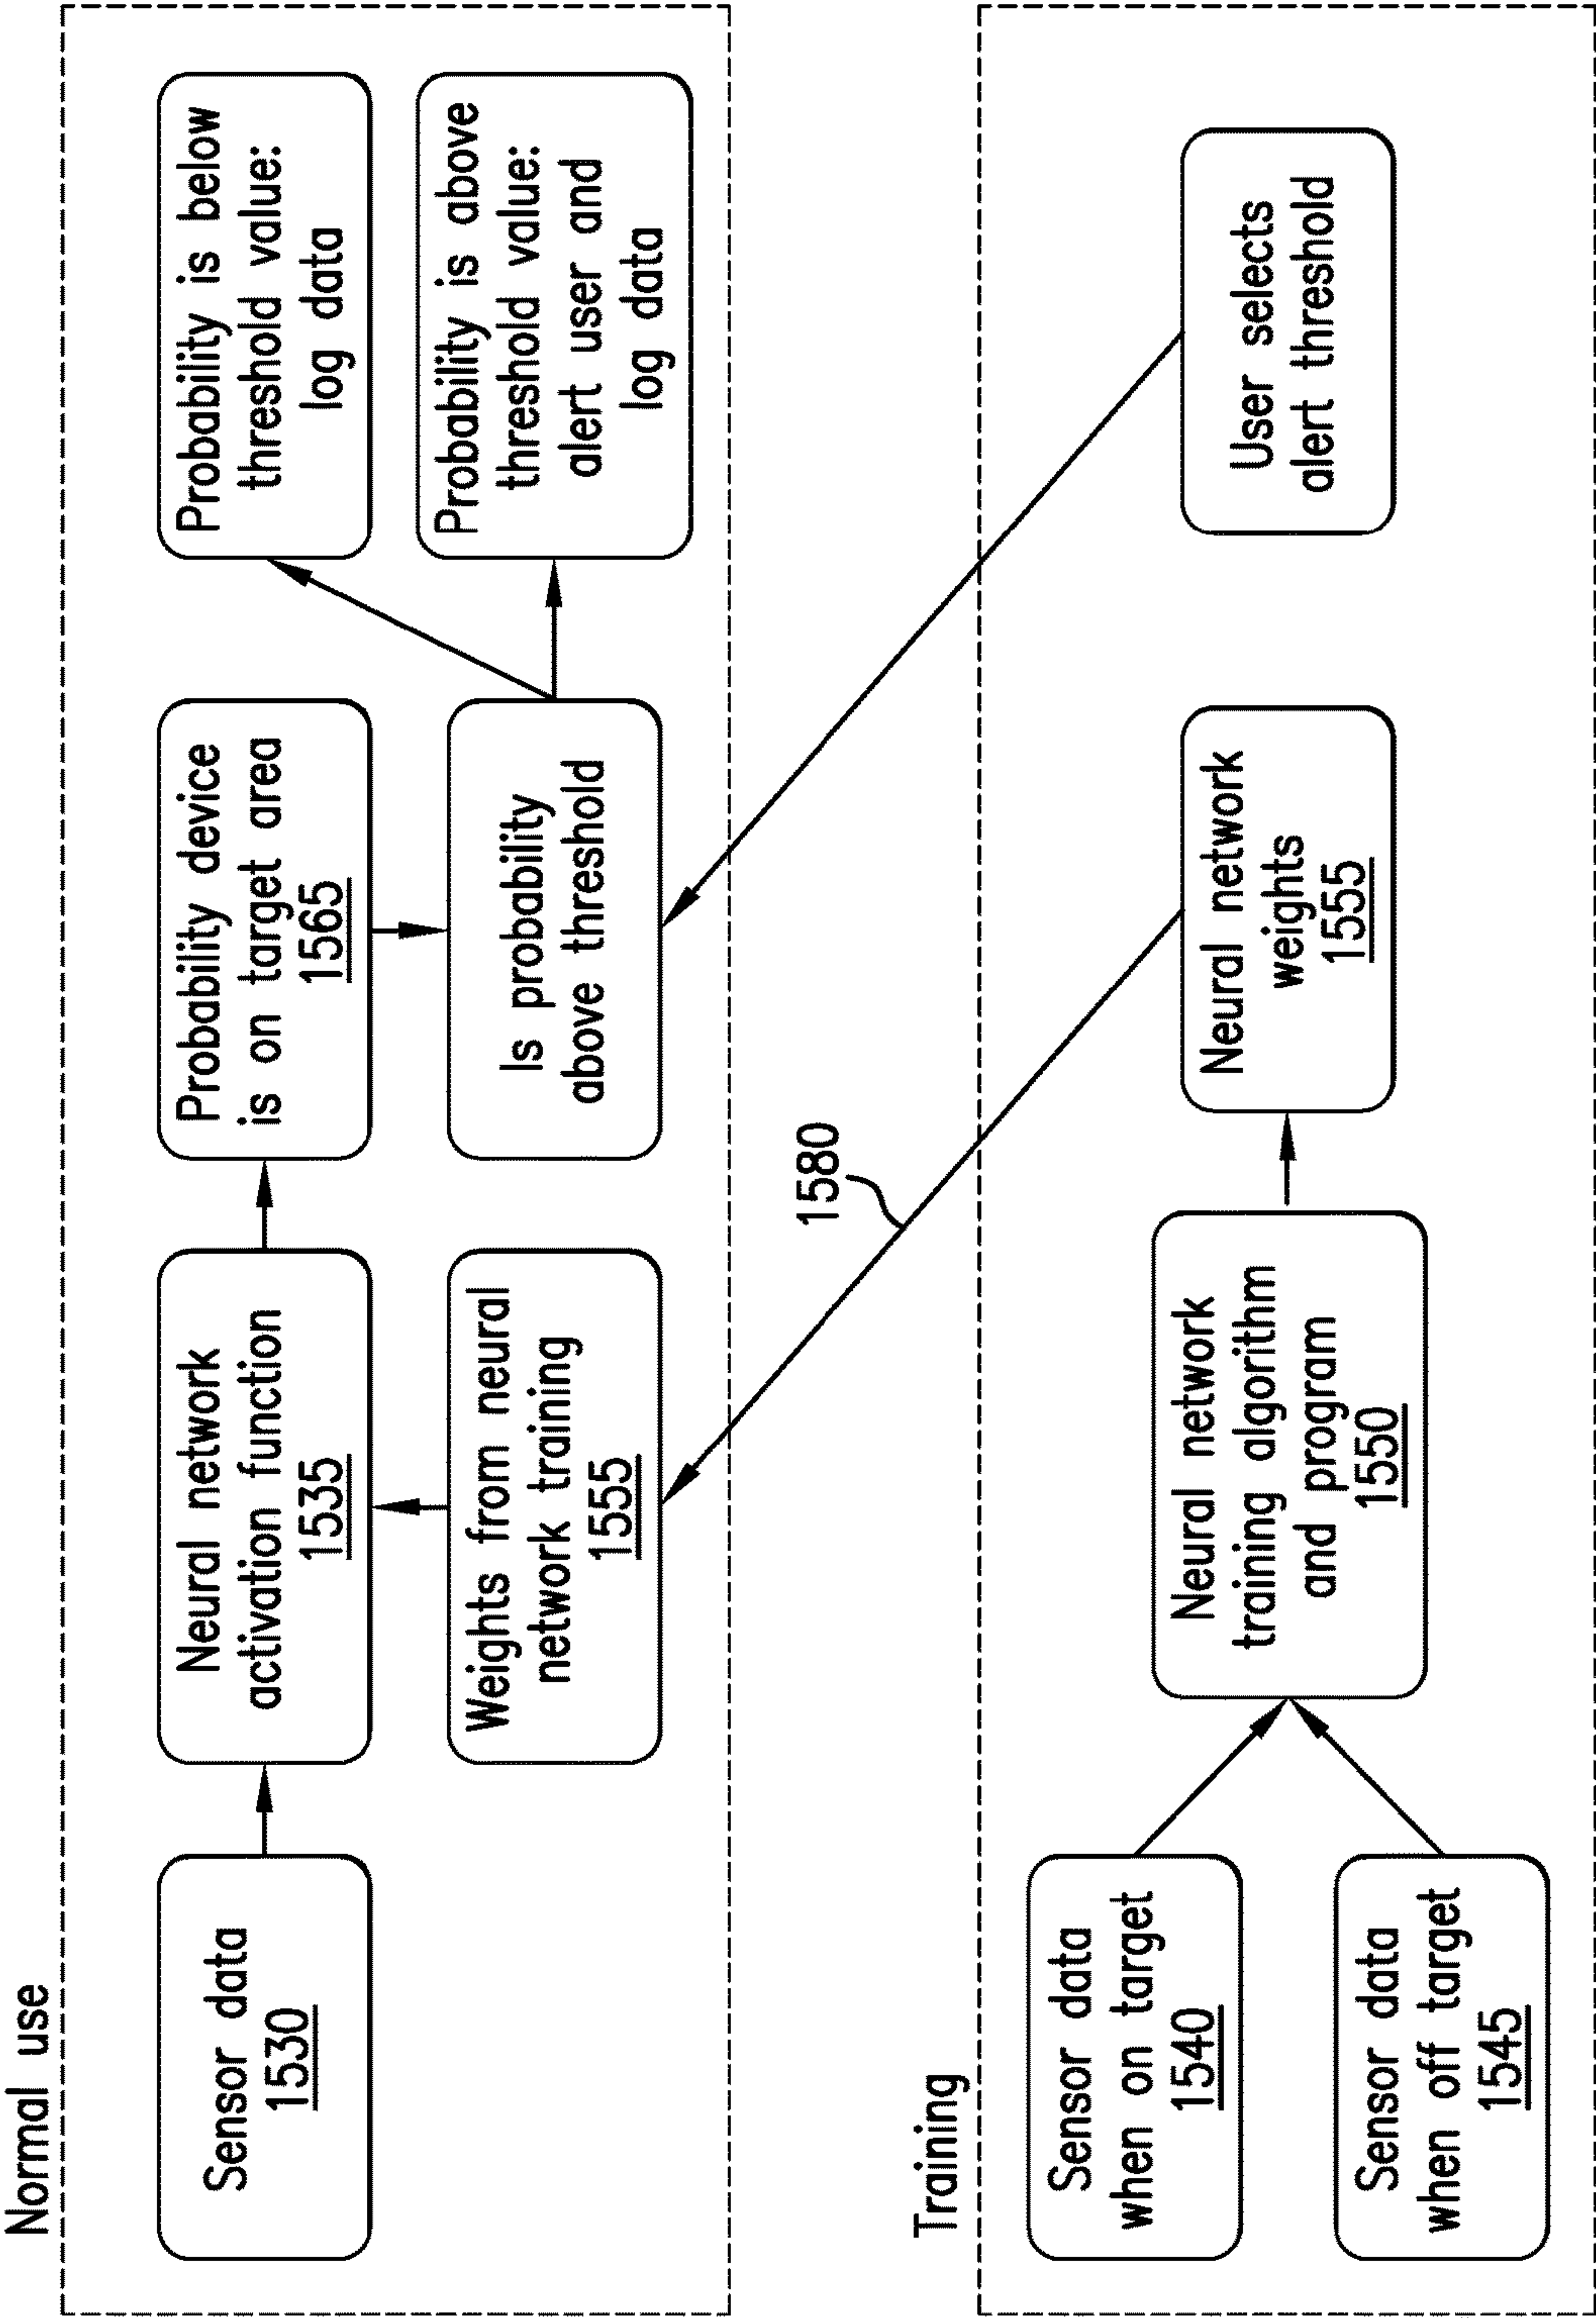 Normal use
Sensor data
1530
Neural network
activation function
1535
Probability device
is on target area
1565
Probability is below
threshold value:
log data
Weights from neural
network training
1555
Is probability
above threshold
Probability is above
threshold value:
alert user and
log data
1580
Training
Sensor data
when on target
1540
Sensor data
when off target
1545
Neural network
training algorithm
and program
1550
Neural network
weights
1555
User selects
alert threshold